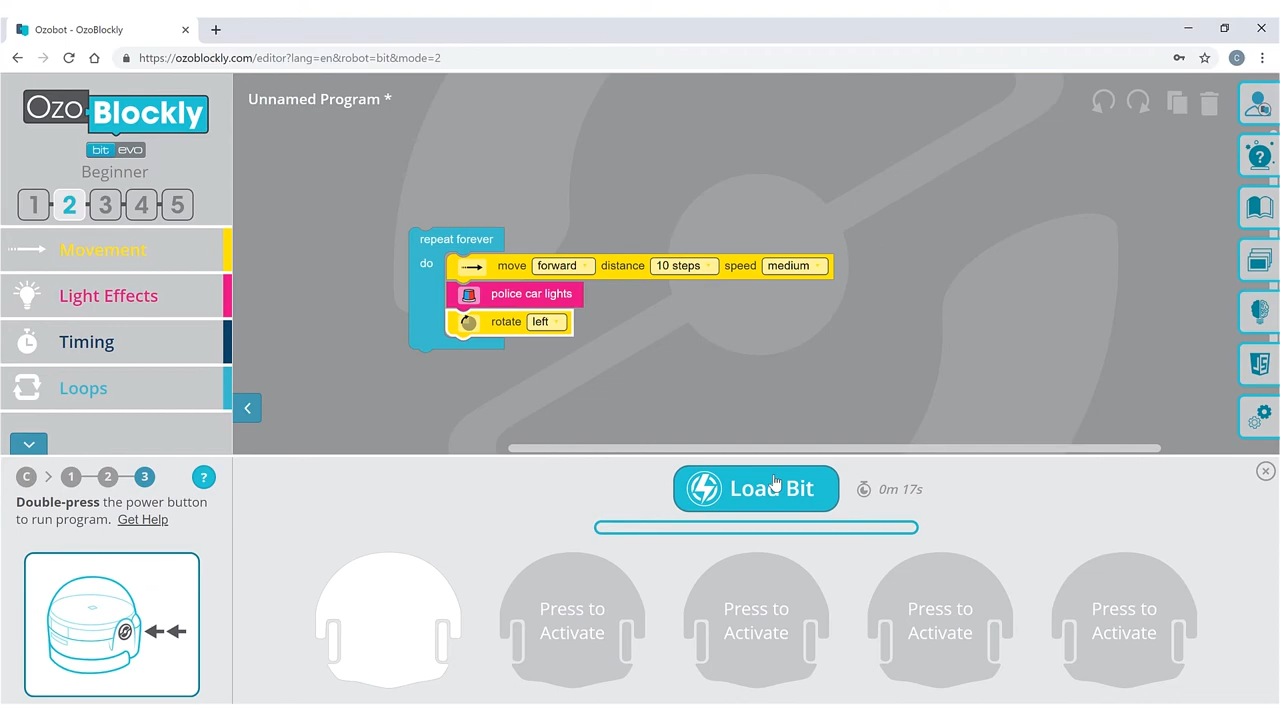 Ozobot - OzoBlockly
https://ozoblockly.com/editor?lang=en&robot=bit&mode=2
C
Ozo Blockly
bit evo
Beginner
1 2 3 4 5
Movement
Light Effects
Timing
Loops
Unnamed Program *
repeat forever
do
move forward distance 10 steps speed medium
police car lights
rotate left
JS
C 1 2 3 ?
Double-press the power button
to run program. Get Help
Load Bit
0m 17s
Press to
Activate
Press to
Activate
Press to
Activate
Press to
Activate